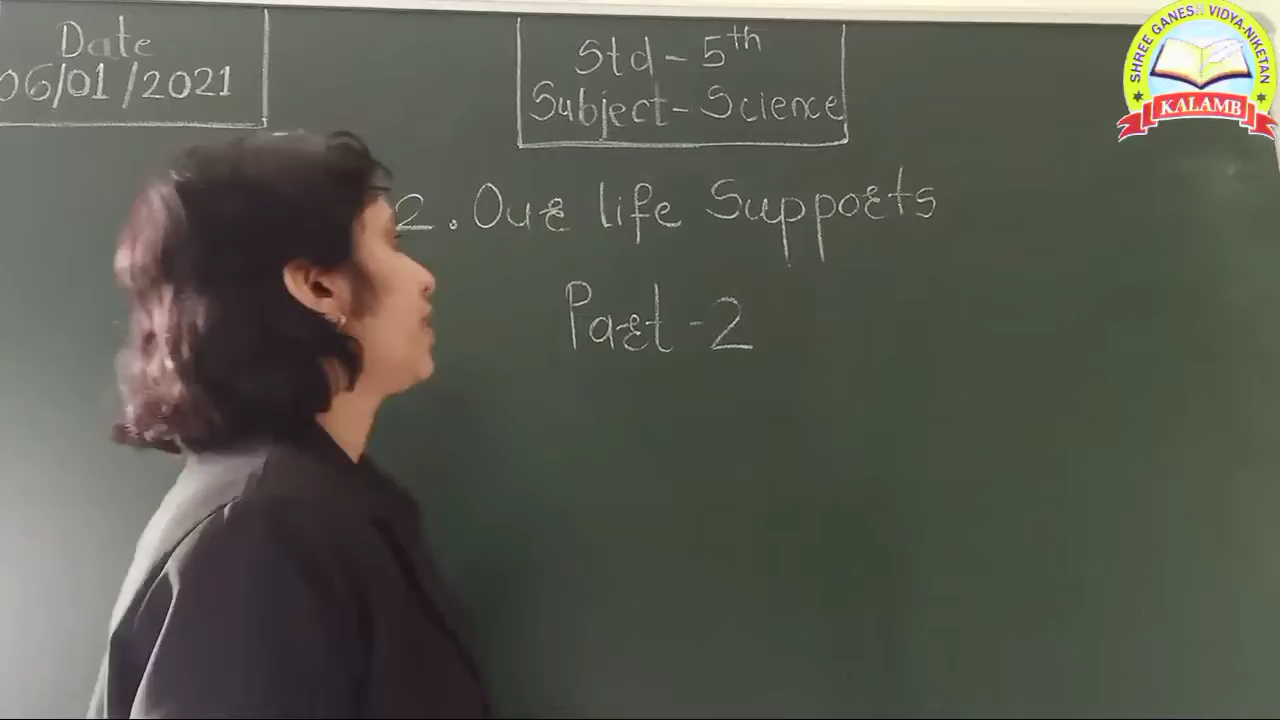 Date
06/01/2021
Std - 5th
Subject - Science
2. Our life Supports
Part - 2
SHREE GANESH VIDYA-NIKETAN
KALAMB